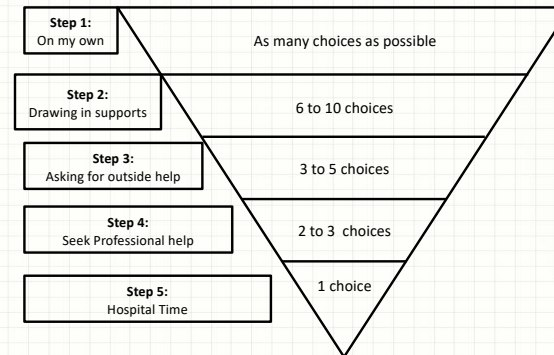 Step 1:
On my own
As many choices as possible
Step 2:
Drawing in supports
6 to 10 choices
Step 3:
Asking for outside help
3 to 5 choices
Step 4:
Seek Professional help
2 to 3 choices
Step 5:
Hospital Time
1 choice